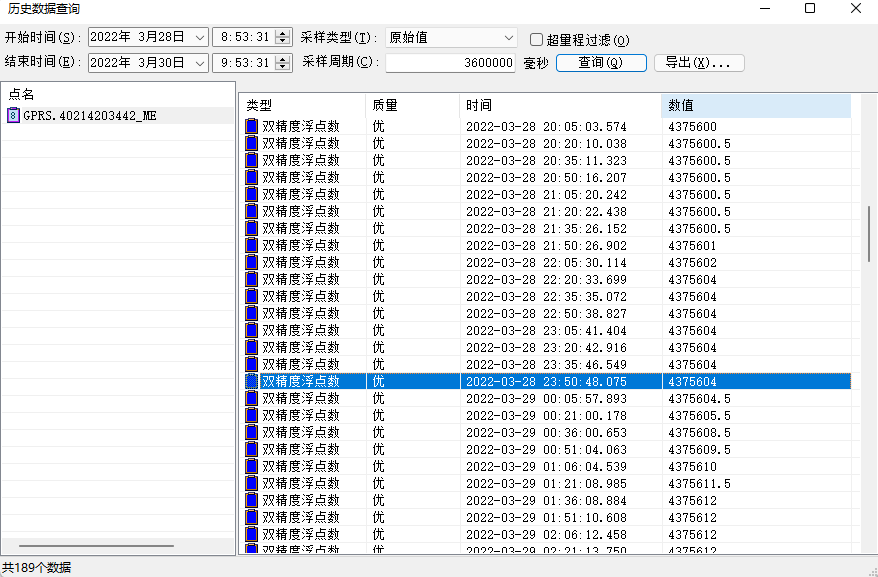 历史数据查询
开始时间(S): 2022年 3月28日 8:53:31 采样类型(T): 原始值 超量程过滤(O)
结束时间(E): 2022年 3月30日 9:53:31 采样周期(C): 3600000 毫秒 查询(Q) 导出(X)...
点名
8 GPRS.40214203442_ME
类型 质量 时间 数值
双精度浮点数 优 2022-03-28 20:05:03.574 4375600
双精度浮点数 优 2022-03-28 20:20:10.038 4375600.5
双精度浮点数 优 2022-03-28 20:35:11.323 4375600.5
双精度浮点数 优 2022-03-28 20:50:16.207 4375600.5
双精度浮点数 优 2022-03-28 21:05:20.242 4375600.5
双精度浮点数 优 2022-03-28 21:20:22.438 4375600.5
双精度浮点数 优 2022-03-28 21:35:26.152 4375600.5
双精度浮点数 优 2022-03-28 21:50:26.902 4375601
双精度浮点数 优 2022-03-28 22:05:30.114 4375602
双精度浮点数 优 2022-03-28 22:20:33.699 4375604
双精度浮点数 优 2022-03-28 22:35:35.072 4375604
双精度浮点数 优 2022-03-28 22:50:38.827 4375604
双精度浮点数 优 2022-03-28 23:05:41.404 4375604
双精度浮点数 优 2022-03-28 23:20:42.916 4375604
双精度浮点数 优 2022-03-28 23:35:46.549 4375604
双精度浮点数 优 2022-03-28 23:50:48.075 4375604
双精度浮点数 优 2022-03-29 00:05:57.893 4375604.5
双精度浮点数 优 2022-03-29 00:21:00.178 4375605.5
双精度浮点数 优 2022-03-29 00:36:00.653 4375608.5
双精度浮点数 优 2022-03-29 00:51:04.063 4375609.5
双精度浮点数 优 2022-03-29 01:06:04.539 4375610
双精度浮点数 优 2022-03-29 01:21:08.985 4375611.5
双精度浮点数 优 2022-03-29 01:36:08.884 4375612
双精度浮点数 优 2022-03-29 01:51:10.608 4375612
双精度浮点数 优 2022-03-29 02:06:12.458 4375612
双精度浮点数 优 2022-03-29 02:21:13.750 4375612
共189个数据